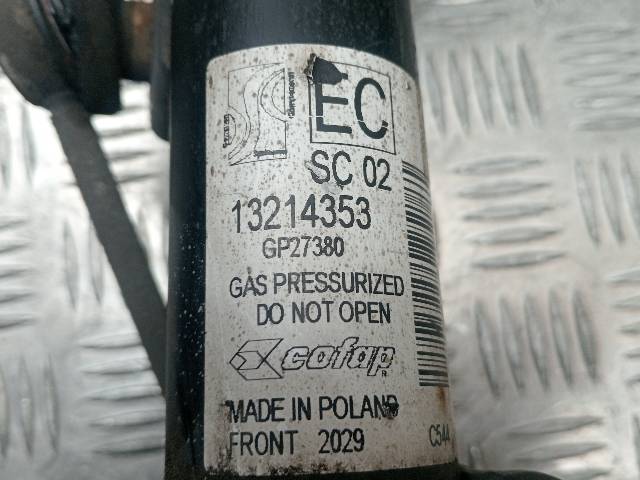 EC
SC 02
13214353
GP27380
GAS PRESSURIZED
DO NOT OPEN
cofap
MADE IN POLAND
FRONT 2029
C544